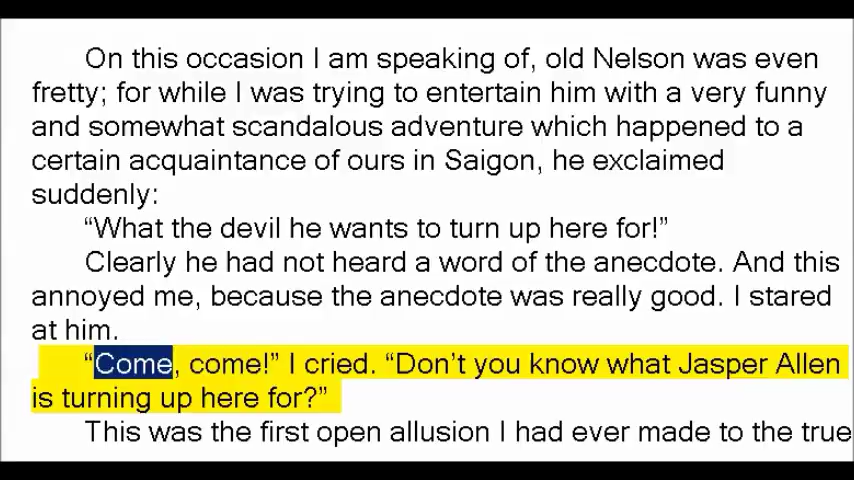 On this occasion I am speaking of, old Nelson was even
fretty; for while I was trying to entertain him with a very funny
and somewhat scandalous adventure which happened to a
certain acquaintance of ours in Saigon, he exclaimed
suddenly:
“What the devil he wants to turn up here for!”
Clearly he had not heard a word of the anecdote. And this
annoyed me, because the anecdote was really good. I stared
at him.
“Come, come!” I cried. “Don’t you know what Jasper Allen
is turning up here for?”
This was the first open allusion I had ever made to the true